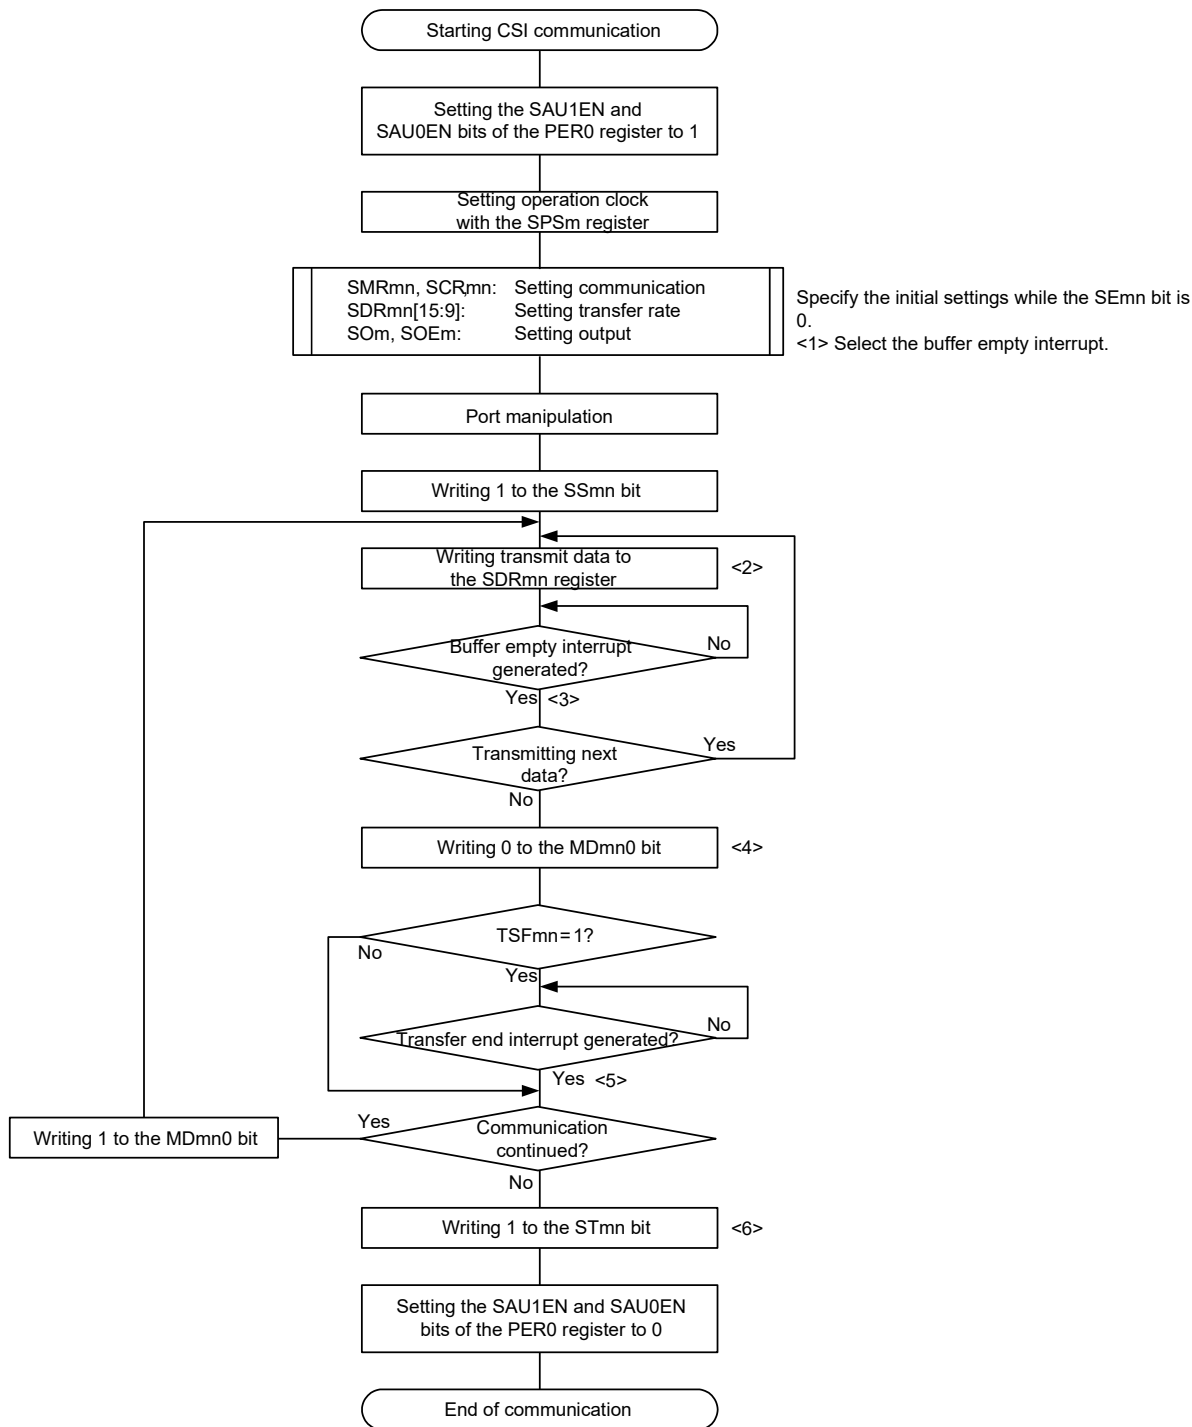 Starting CSI communication
Setting the SAU1EN and
SAU0EN bits of the PER0 register to 1
Setting operation clock
with the SPSm register
SMRmn, SCRmn: Setting communication
SDRmn[15:9]: Setting transfer rate
SOm, SOEm: Setting output
Specify the initial settings while the SEmn bit is
0.
<1> Select the buffer empty interrupt.
Port manipulation
Writing 1 to the SSmn bit
Writing transmit data to
the SDRmn register
<2>
Buffer empty interrupt
generated?
No
Yes <3>
Transmitting next
data?
Yes
No
Writing 0 to the MDmn0 bit
<4>
TSFmn=1?
No
Yes
Transfer end interrupt generated?
No
Yes <5>
Communication
continued?
Yes
Writing 1 to the MDmn0 bit
No
Writing 1 to the STmn bit
<6>
Setting the SAU1EN and SAU0EN
bits of the PER0 register to 0
End of communication